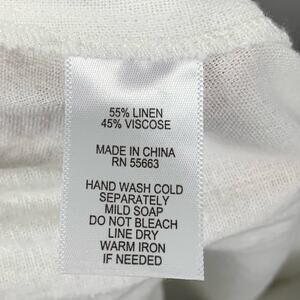 55% LINEN
45% VISCOSE
MADE IN CHINA
RN 55663
HAND WASH COLD
SEPARATELY
MILD SOAP
DO NOT BLEACH
LINE DRY
WARM IRON
IF NEEDED